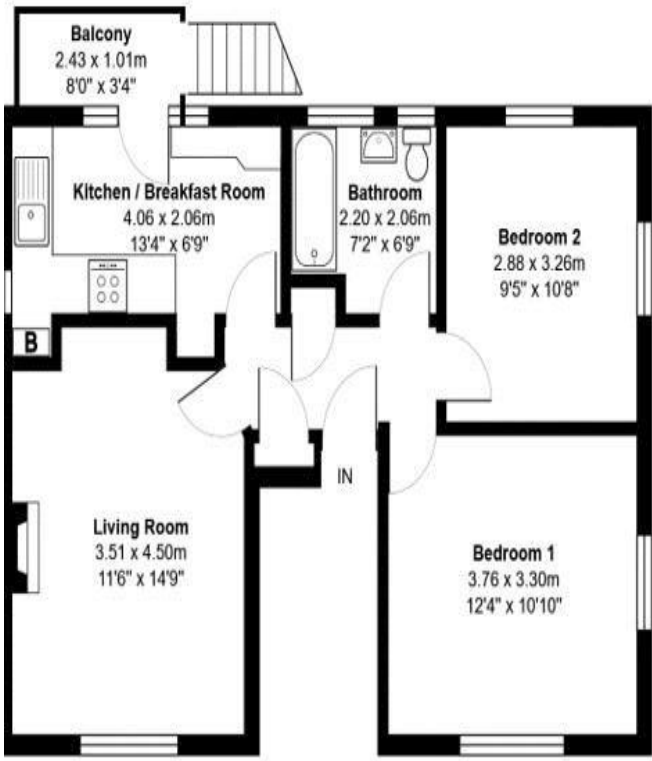 Balcony
2.43 x 1.01m
8'0" x 3'4"
Kitchen / Breakfast Room
4.06 x 2.06m
13'4" x 6'9"
Bathroom
2.20 x 2.06m
7'2" x 6'9"
Bedroom 2
2.88 x 3.26m
9'5" x 10'8"
B
IN
Living Room
3.51 x 4.50m
11'6" x 14'9"
Bedroom 1
3.76 x 3.30m
12'4" x 10'10"